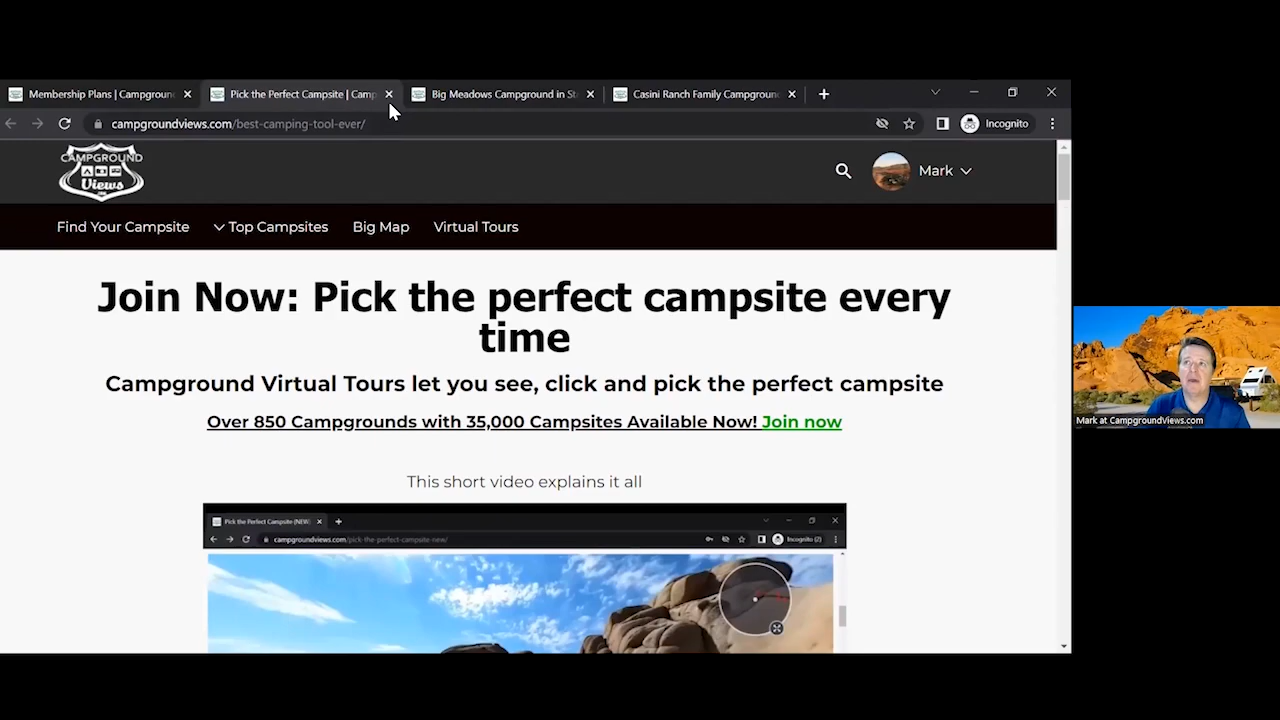 Membership Plans | Campground
Pick the Perfect Campsite | Camp
Big Meadows Campground in St
Casini Ranch Family Campground
campgroundviews.com/best-camping-tool-ever/
Incognito
CAMPGROUND
Views
Mark
Find Your Campsite
Top Campsites
Big Map
Virtual Tours
Join Now: Pick the perfect campsite every
time
Campground Virtual Tours let you see, click and pick the perfect campsite
Over 850 Campgrounds with 35,000 Campsites Available Now! Join now
This short video explains it all
Pick the Perfect Campsite (NEW)
campgroundviews.com/pick-the-perfect-campsite-new/
Incognito (2)
Mark at CampgroundViews.com